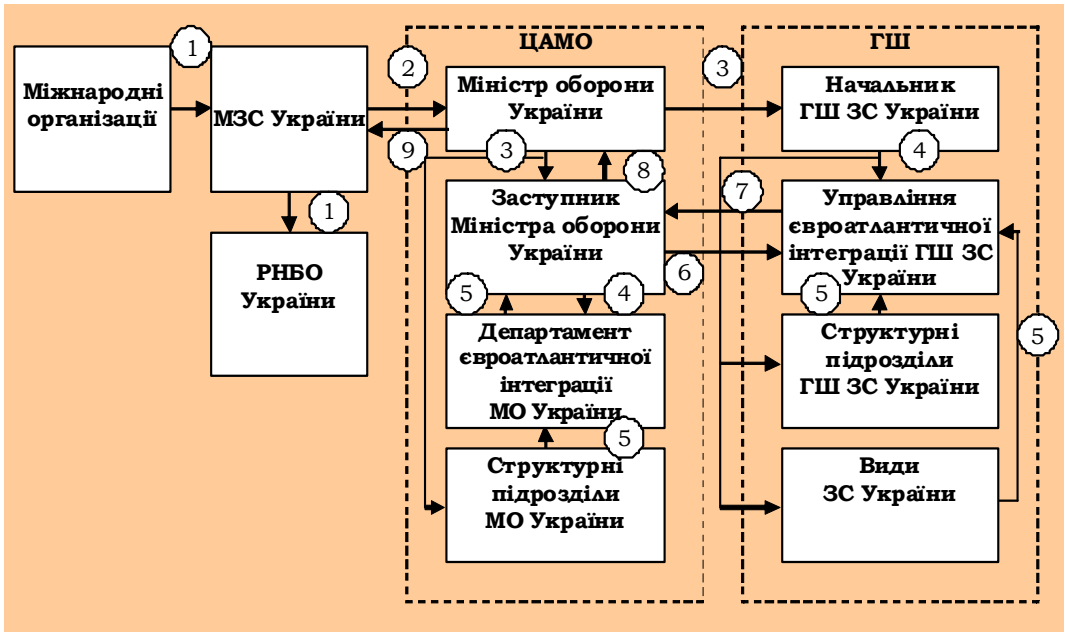 ЦАМО
ГШ
1
2
3
Міжнародні
організації
МЗС України
Міністр оборони
України
Начальник
ГШ ЗС України
9
3
8
4
7
1
Заступник
Міністра оборони
України
Управління
євроатлантичної
інтеграції ГШ ЗС
України
6
РНБО
України
5
4
5
5
Департамент
євроатлантичної
інтеграції
МО України
Структурні
підрозділи
ГШ ЗС України
5
Структурні
підрозділи
МО України
Види
ЗС України